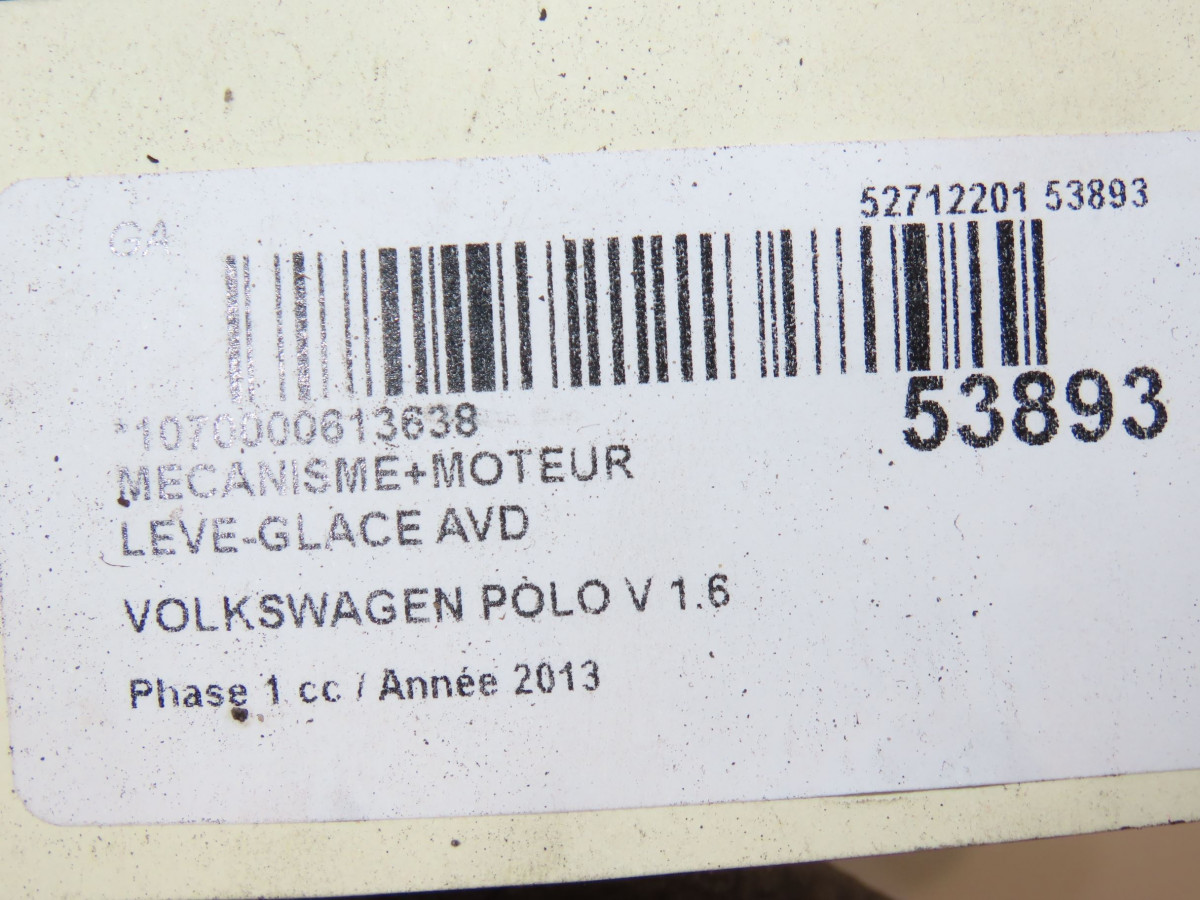 GA
52712201 53893
53893
*1070000613638
MECANISME+MOTEUR
LEVE-GLACE AVD
VOLKSWAGEN POLO V 1.6
Phase 1 cc / Année 2013